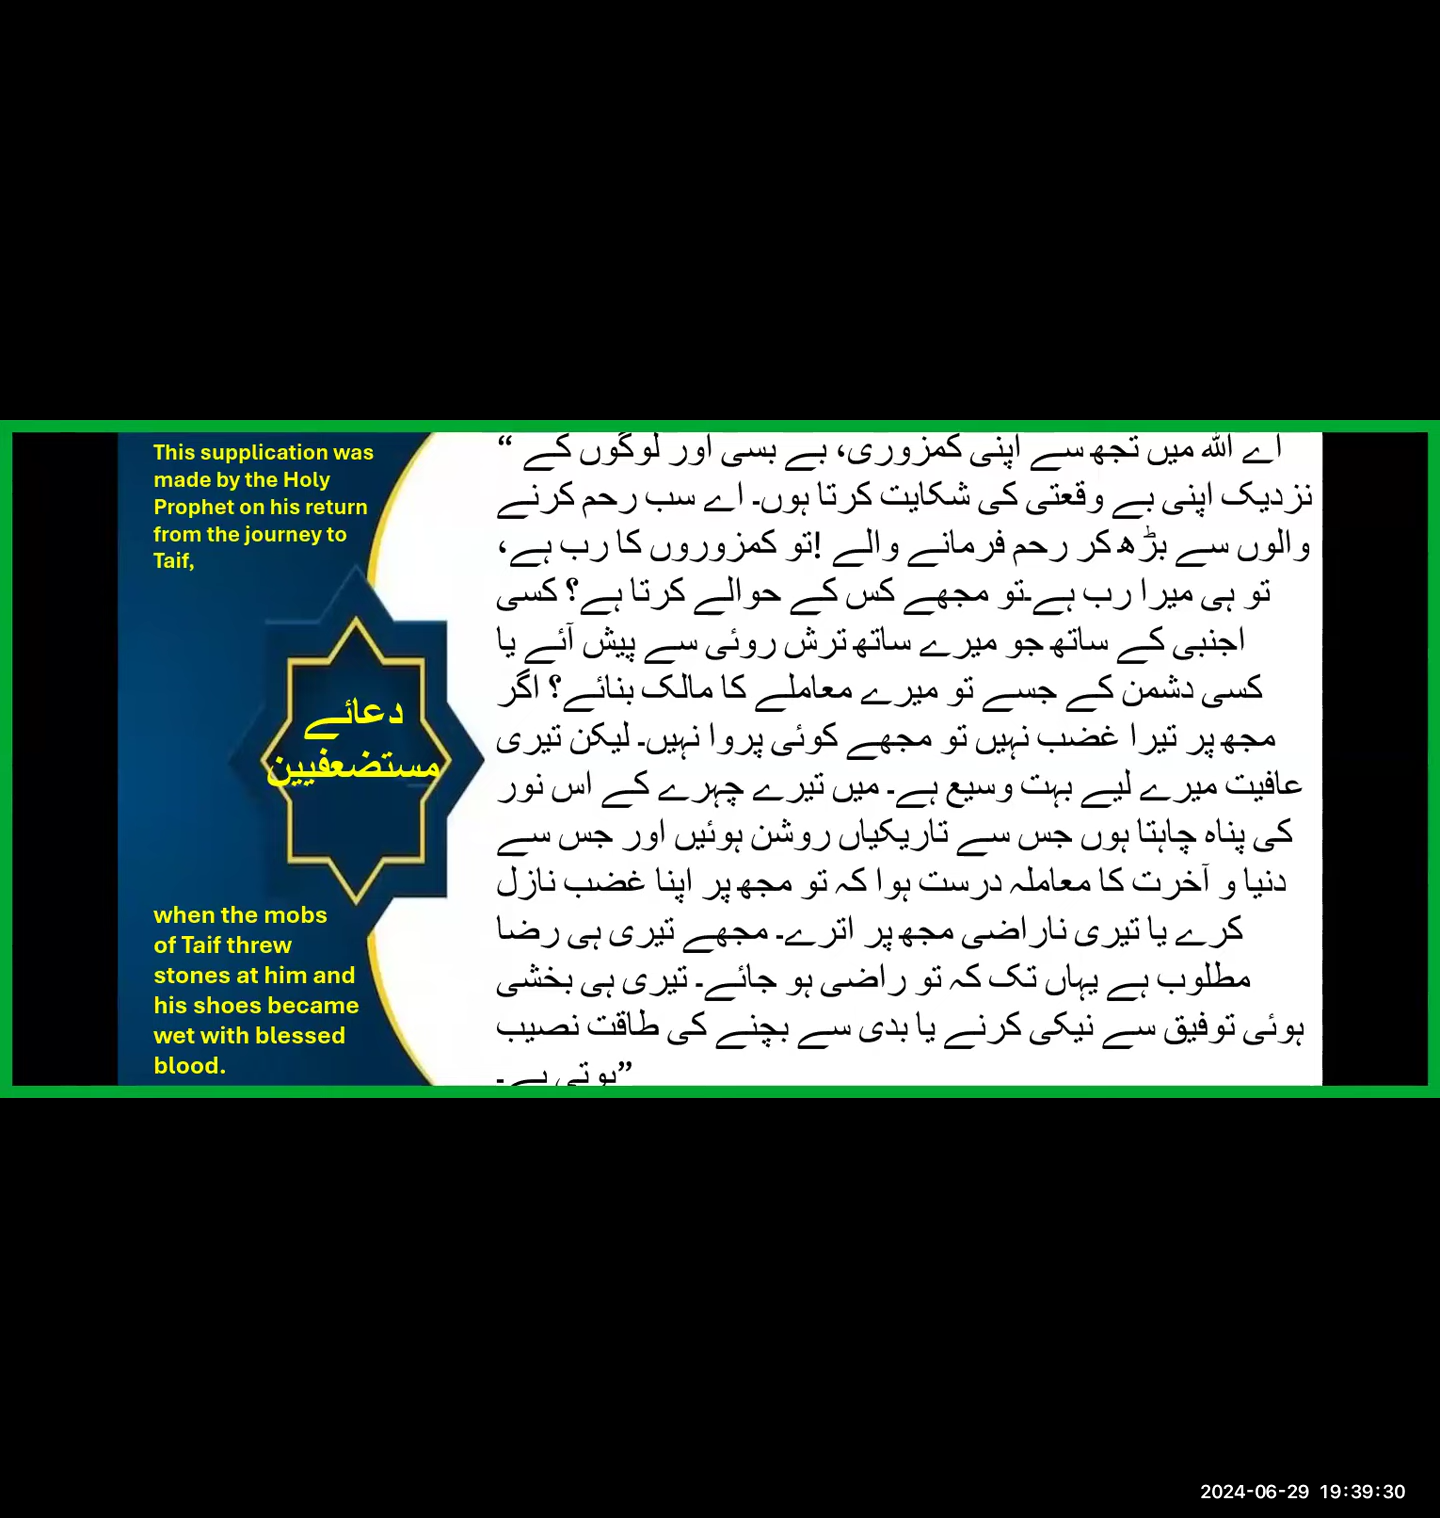 This supplication was
made by the Holy
Prophet on his return
from the journey to
Taif,
دعائے
مستضعفیین
when the mobs
of Taif threw
stones at him and
his shoes became
wet with blessed
blood.
“اے اللہ میں تجھ سے اپنی کمزوری، بے بسی اور لوگوں کے
نزدیک اپنی بے وقعتی کی شکایت کرتا ہوں۔ اے سب رحم کرنے
والوں سے بڑھ کر رحم فرمانے والے !تو کمزوروں کا رب ہے،
تو ہی میرا رب ہے۔تو مجھے کس کے حوالے کرتا ہے؟ کسی
اجنبی کے ساتھ جو میرے ساتھ ترش روئی سے پیش آئے یا
کسی دشمن کے جسے تو میرے معاملے کا مالک بنائے؟ اگر
مجھ پر تیرا غضب نہیں تو مجھے کوئی پروا نہیں۔ لیکن تیری
عافیت میرے لیے بہت وسیع ہے۔ میں تیرے چہرے کے اس نور
کی پناہ چاہتا ہوں جس سے تاریکیاں روشن ہوئیں اور جس سے
دنیا و آخرت کا معاملہ درست ہوا کہ تو مجھ پر اپنا غضب نازل
کرے یا تیری ناراضی مجھ پر اترے۔ مجھے تیری ہی رضا
مطلوب ہے یہاں تک کہ تو راضی ہو جائے۔ تیری ہی بخشی
ہوئی توفیق سے نیکی کرنے یا بدی سے بچنے کی طاقت نصیب
ہوتی ہے۔”
2024-06-29 19:39:30